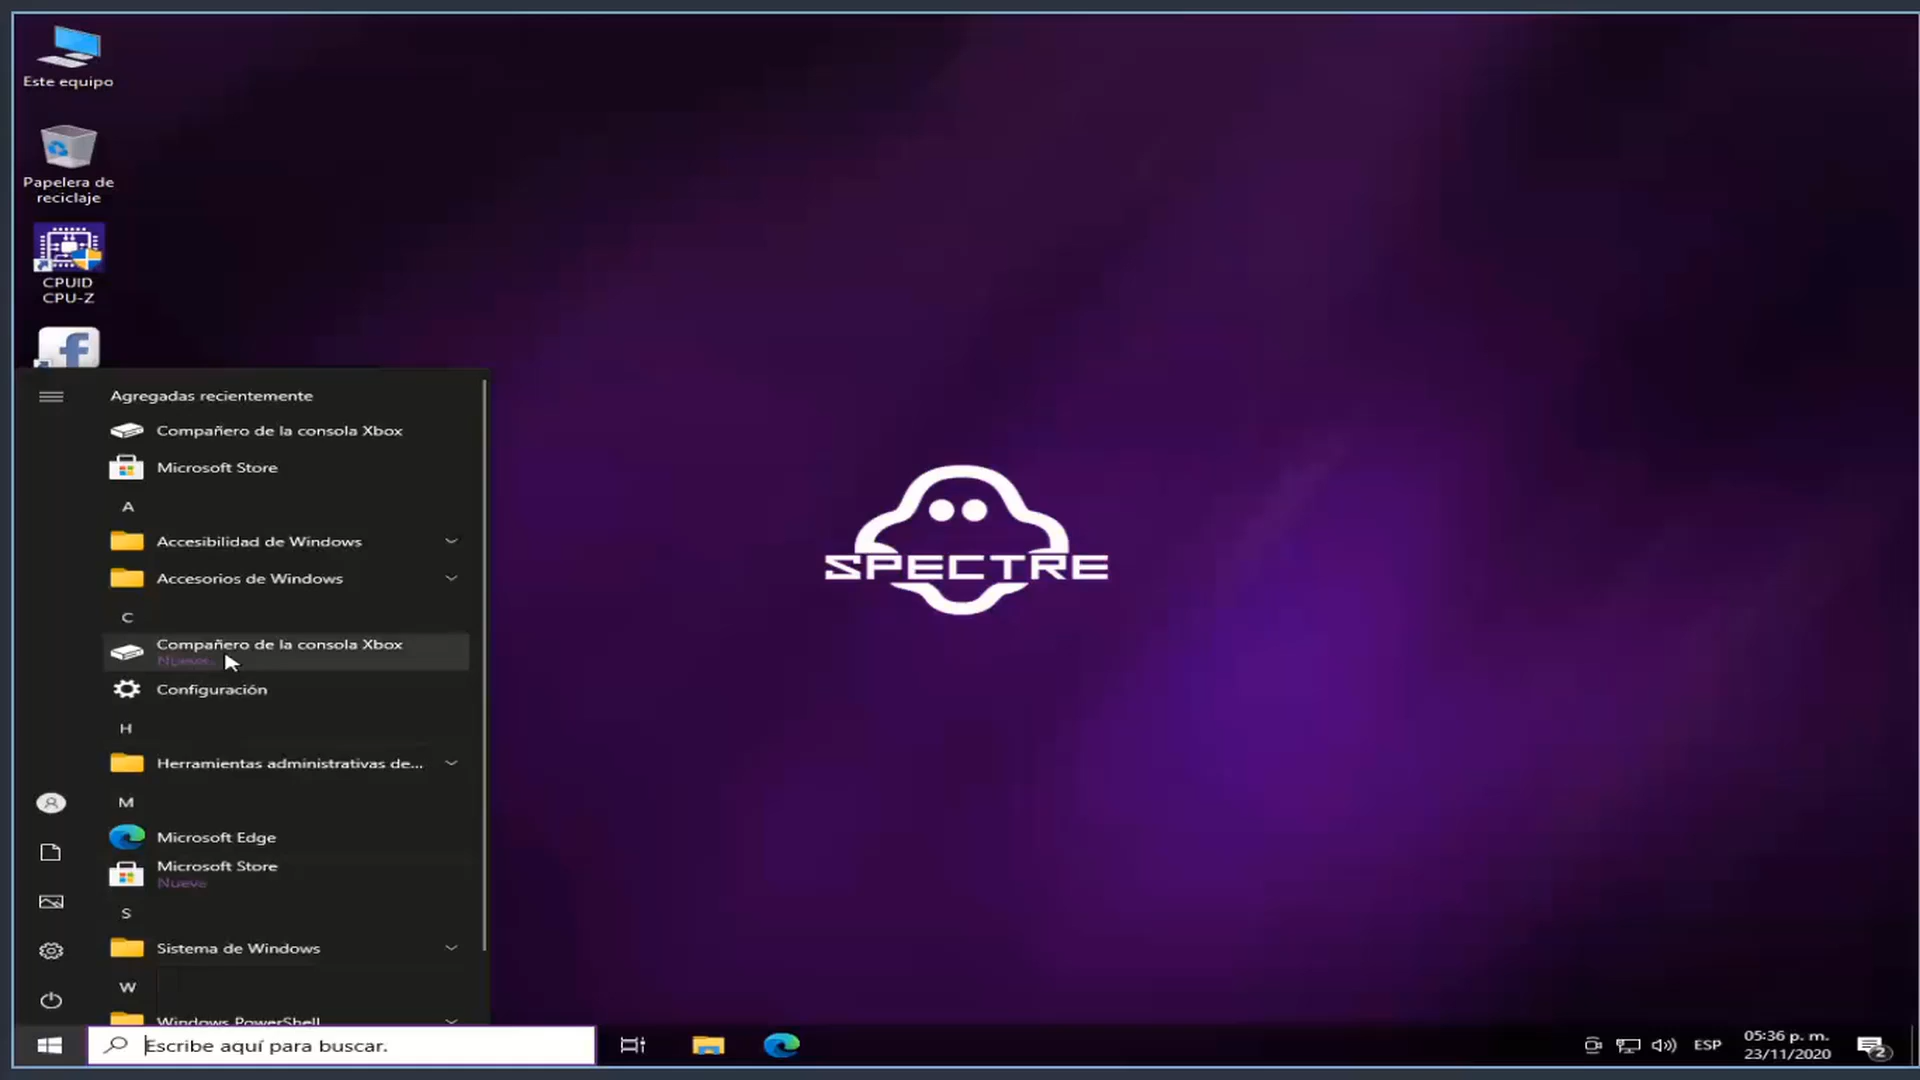 Este equipo
Papelera de
reciclaje
CPUID
CPU-Z
f
Agregadas recientemente
Compañero de la consola Xbox
Microsoft Store
A
Accesibilidad de Windows
Accesorios de Windows
C
Compañero de la consola Xbox
Nuevo
Configuración
H
Herramientas administrativas de...
M
Microsoft Edge
Microsoft Store
Nuevo
S
Sistema de Windows
W
Windows PowerShell
Escribe aquí para buscar.
SPECTRE
ESP
05:36 p. m.
23/11/2020
2